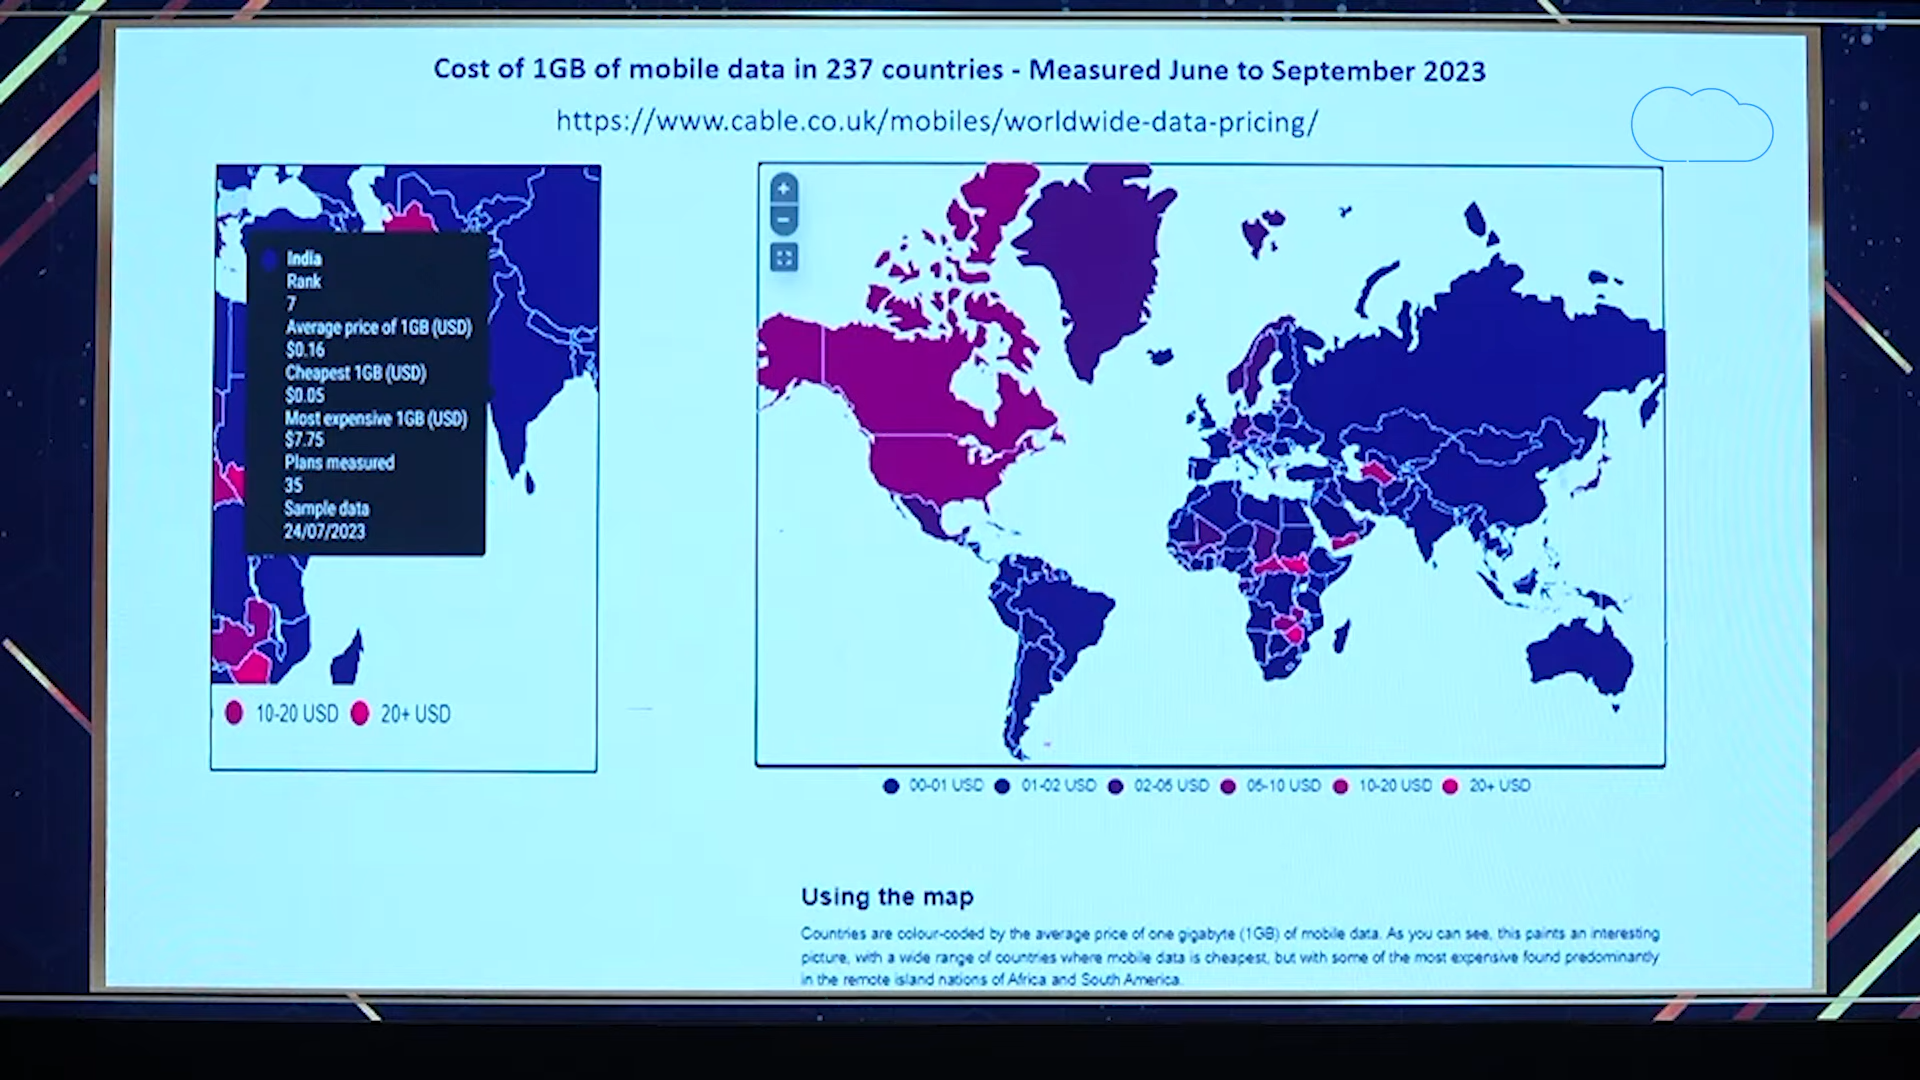 Cost of 1GB of mobile data in 237 countries - Measured June to September 2023
https://www.cable.co.uk/mobiles/worldwide-data-pricing/
India
Rank
7
Average price of 1GB (USD)
$0.16
Cheapest 1GB (USD)
$0.05
Most expensive 1GB (USD)
$7.75
Plans measured
35
Sample data
24/07/2023
10-20 USD 20+ USD
+
−
00-01 USD 01-02 USD 02-05 USD 05-10 USD 10-20 USD 20+ USD
Using the map
Countries are colour-coded by the average price of one gigabyte (1GB) of mobile data. As you can see, this paints an interesting
picture, with a wide range of countries where mobile data is cheapest, but with some of the most expensive found predominantly
in the remote island nations of Africa and South America.